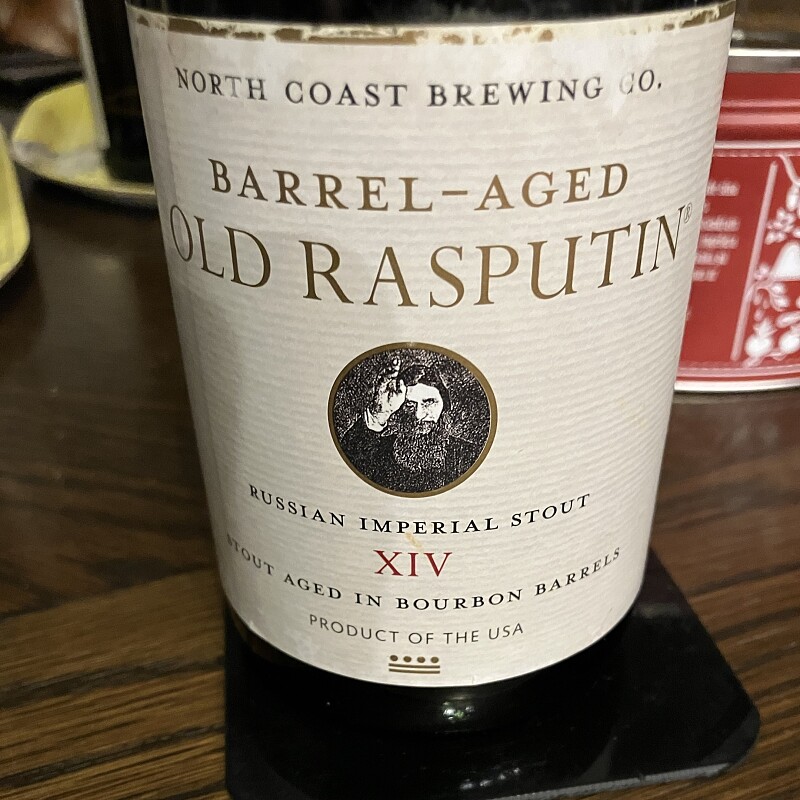 NORTH COAST BREWING CO.
BARREL-AGED
OLD RASPUTIN®
RUSSIAN IMPERIAL STOUT
XIV
STOUT AGED IN BOURBON BARRELS
PRODUCT OF THE USA